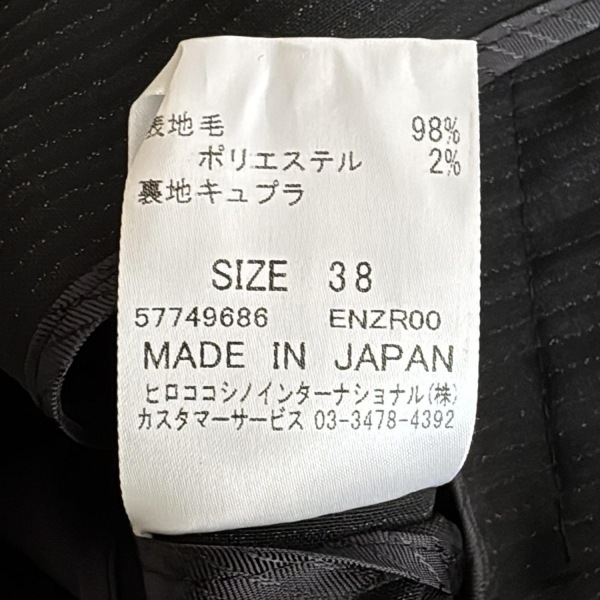 表地毛 98%
ポリエステル 2%
裏地キュプラ
SIZE 38
57749686 ENZR00
MADE IN JAPAN
ヒロココシノインターナショナル(株)
カスタマーサービス 03-3478-4392